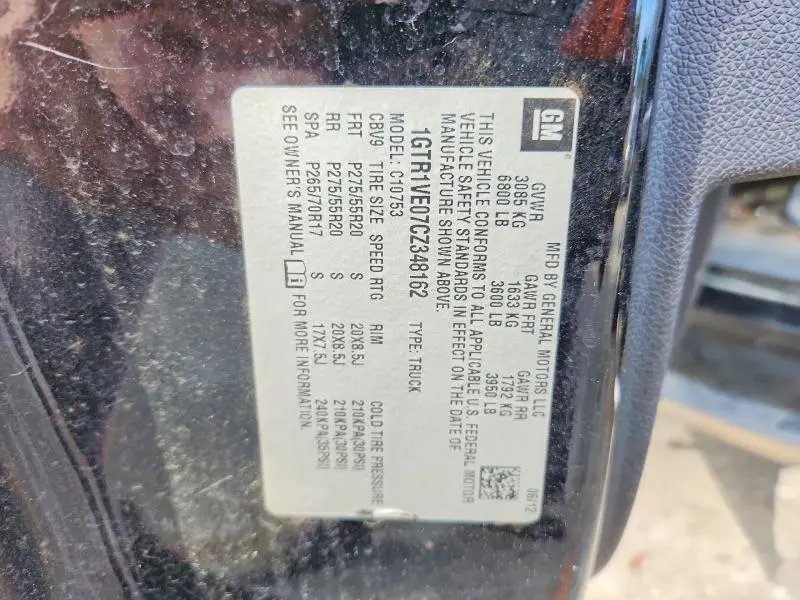 GM
®
MFD BY GENERAL MOTORS LLC
06/12
GVWR GAWR FRT GAWR RR
3085 KG 1633 KG 1792 KG
6800 LB 3600 LB 3950 LB
THIS VEHICLE CONFORMS TO ALL APPLICABLE U.S. FEDERAL MOTOR
VEHICLE SAFETY STANDARDS IN EFFECT ON THE DATE OF
MANUFACTURE SHOWN ABOVE.
1GTR1VE07CZ348162 TYPE: TRUCK
MODEL: C10753
CBV9 TIRE SIZE SPEED RTG RIM COLD TIRE PRESSURE
FRT P275/55R20 S 20X8.5J 210KPA(30PSI)
RR P275/55R20 S 20X8.5J 210KPA(30PSI)
SPA P265/70R17 S 17X7.5J 240KPA(35PSI)
SEE OWNER'S MANUAL i FOR MORE INFORMATION.